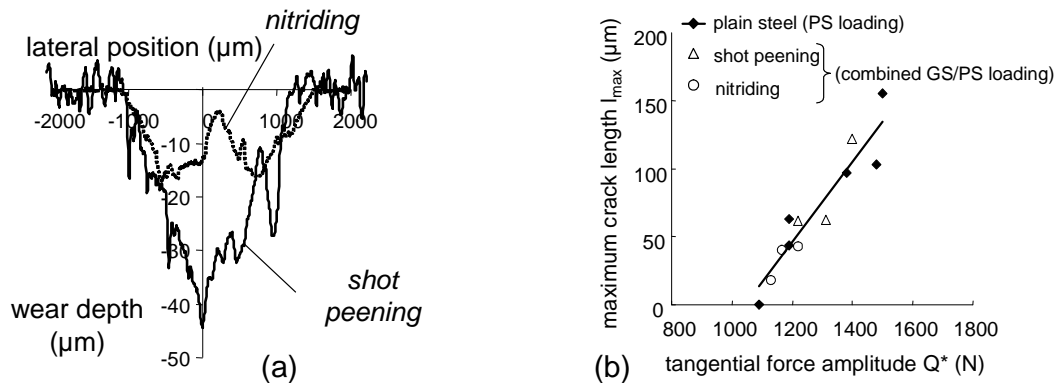 nitriding
lateral position (µm)
0
-2000 -1000 0 1000 2000
-10
-20
-30
-40
-50
shot
peening
wear depth
(µm)
(a)
plain steel (PS loading)
shot peening
nitriding
(combined GS/PS loading)
maximum crack length lmax (µm)
200
150
100
50
0
800 1000 1200 1400 1600 1800
tangential force amplitude Q* (N)
(b)